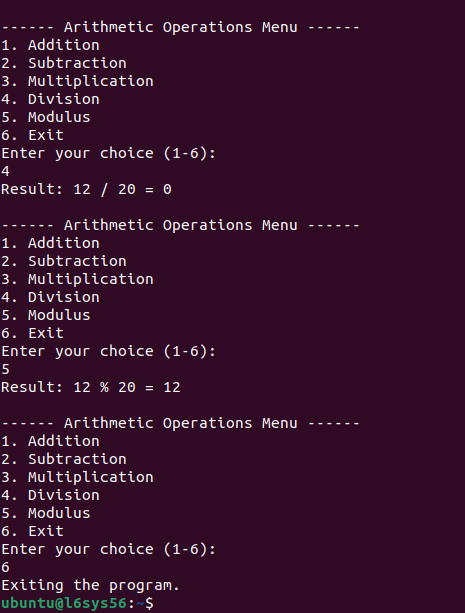 ------ Arithmetic Operations Menu ------
1. Addition
2. Subtraction
3. Multiplication
4. Division
5. Modulus
6. Exit
Enter your choice (1-6):
4
Result: 12 / 20 = 0
------ Arithmetic Operations Menu ------
1. Addition
2. Subtraction
3. Multiplication
4. Division
5. Modulus
6. Exit
Enter your choice (1-6):
5
Result: 12 % 20 = 12
------ Arithmetic Operations Menu ------
1. Addition
2. Subtraction
3. Multiplication
4. Division
5. Modulus
6. Exit
Enter your choice (1-6):
6
Exiting the program.
ubuntu@l6sys56:~$